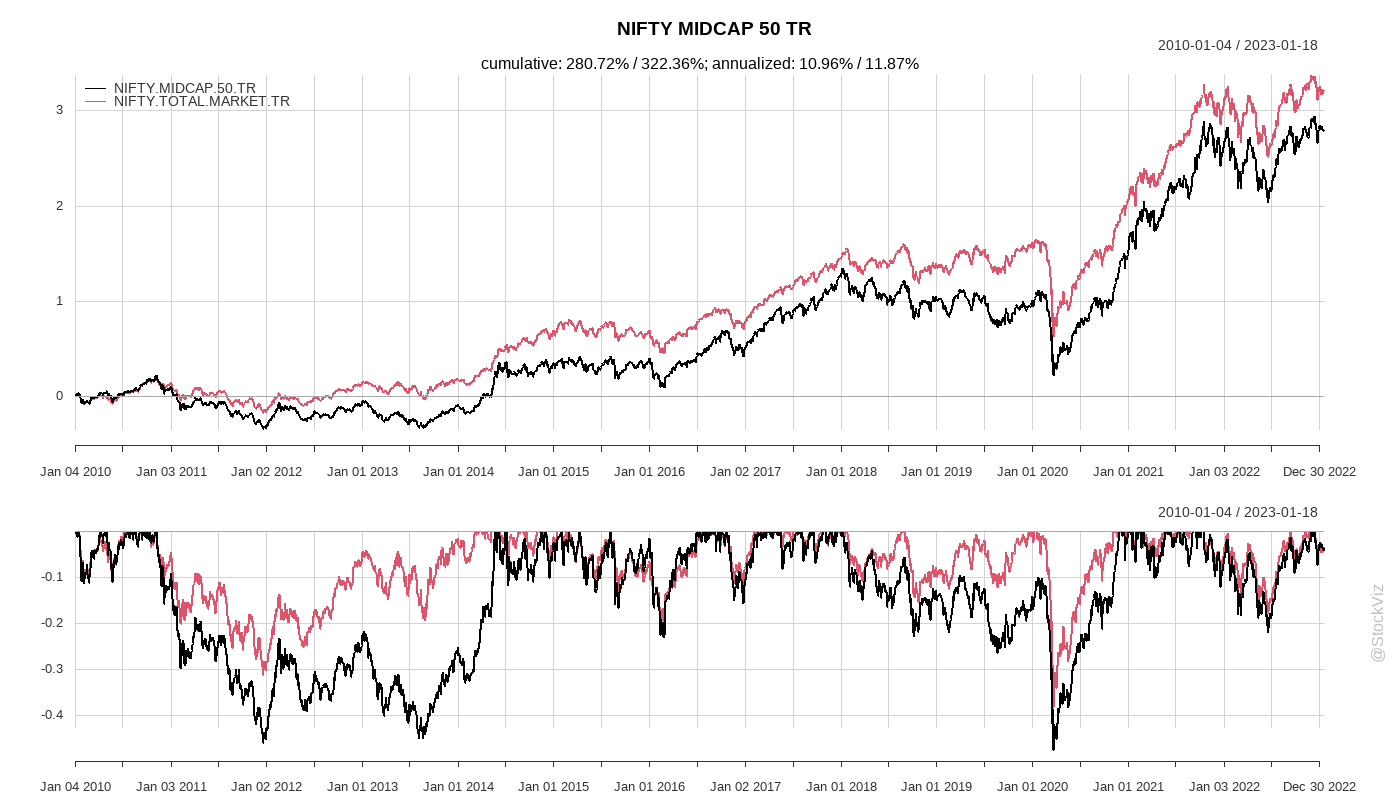 NIFTY MIDCAP 50 TR
2010-01-04 / 2023-01-18
cumulative: 280.72% / 322.36%; annualized: 10.96% / 11.87%
NIFTY.MIDCAP.50.TR
NIFTY.TOTAL.MARKET.TR
3
2
1
0
Jan 04 2010 Jan 03 2011 Jan 02 2012 Jan 01 2013 Jan 01 2014 Jan 01 2015 Jan 01 2016 Jan 02 2017 Jan 01 2018 Jan 01 2019 Jan 01 2020 Jan 01 2021 Jan 03 2022 Dec 30 2022
2010-01-04 / 2023-01-18
-0.1
-0.2
-0.3
-0.4
Jan 04 2010 Jan 03 2011 Jan 02 2012 Jan 01 2013 Jan 01 2014 Jan 01 2015 Jan 01 2016 Jan 02 2017 Jan 01 2018 Jan 01 2019 Jan 01 2020 Jan 01 2021 Jan 03 2022 Dec 30 2022
@StockViz